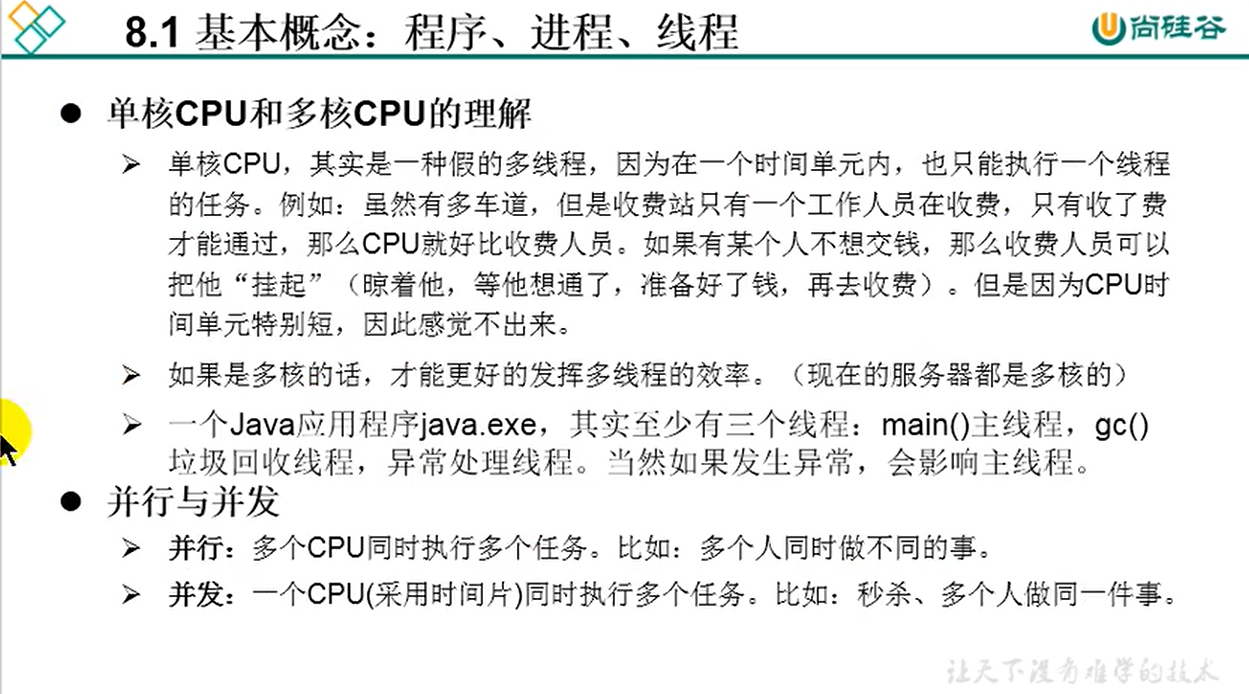 8.1 基本概念：程序、进程、线程
尚硅谷
单核CPU和多核CPU的理解
单核CPU，其实是一种假的多线程，因为在一个时间单元内，也只能执行一个线程
的任务。例如：虽然有多车道，但是收费站只有一个工作人员在收费，只有收了费
才能通过，那么CPU就好比收费人员。如果有某个人不想交钱，那么收费人员可以
把他“挂起”（晾着他，等他想通了，准备好了钱，再去收费）。但是因为CPU时
间单元特别短，因此感觉不出来。
如果是多核的话，才能更好的发挥多线程的效率。（现在的服务器都是多核的）
一个Java应用程序java.exe，其实至少有三个线程：main()主线程，gc()
垃圾回收线程，异常处理线程。当然如果发生异常，会影响主线程。
并行与并发
并行：多个CPU同时执行多个任务。比如：多个人同时做不同的事。
并发：一个CPU(采用时间片)同时执行多个任务。比如：秒杀、多个人做同一件事。
让天下没有难学的技术